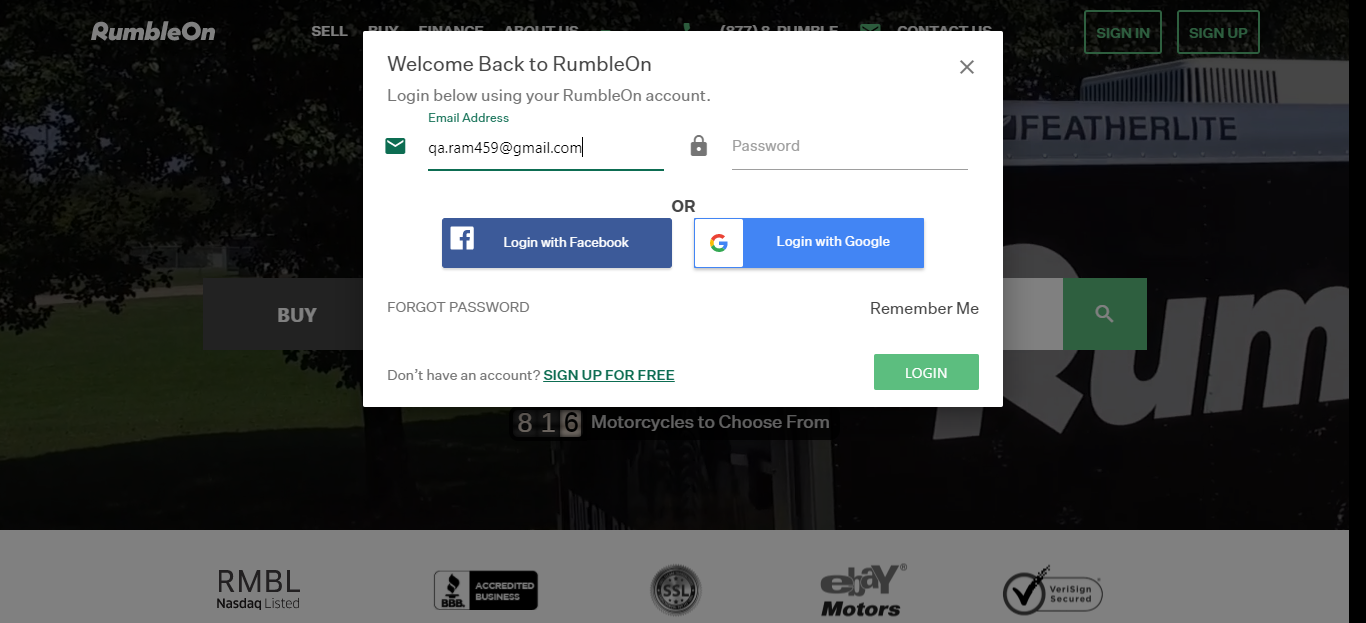 RumbleOn
SELL BUY FINANCE ABOUT US (877) 8-RUMBLE CONTACT US SIGN IN SIGN UP
Welcome Back to RumbleOn
Login below using your RumbleOn account.
Email Address
qa.ram459@gmail.com
Password
OR
Login with Facebook
Login with Google
FORGOT PASSWORD
Remember Me
Don't have an account? SIGN UP FOR FREE
LOGIN
FEATHERLITE
BUY
Rum
816 Motorcycles to Choose From
RMBL
Nasdaq Listed
BBB.
ACCREDITED
BUSINESS
SSL
ebay®
Motors
VeriSign
Secured